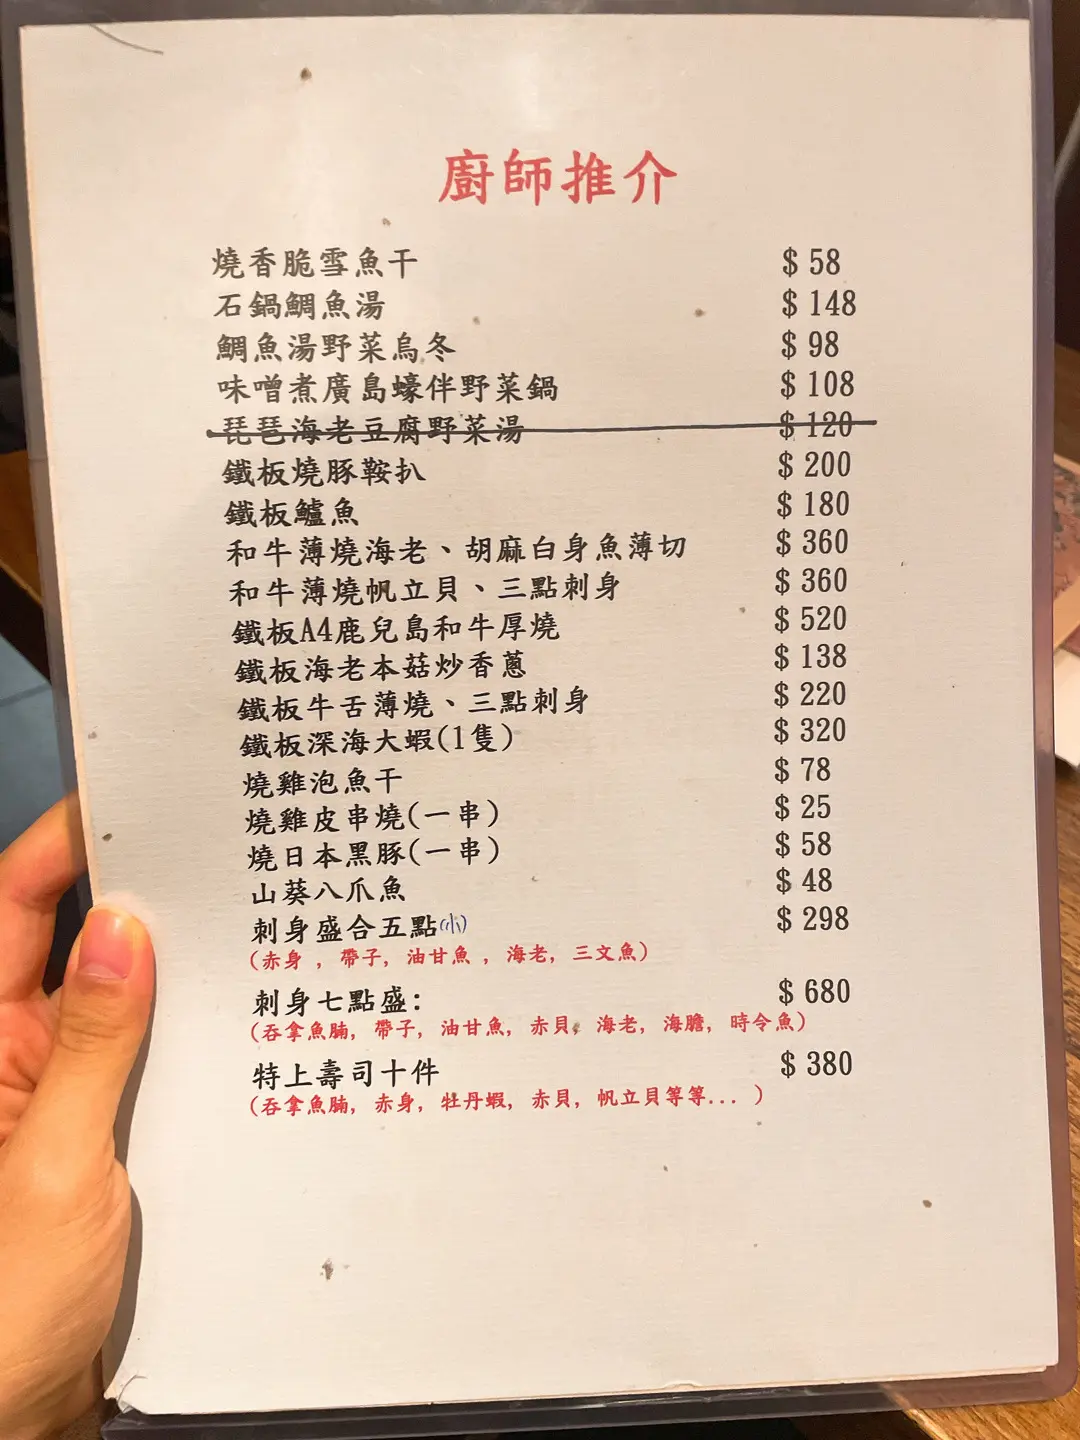 廚師推介
燒香脆雪魚干 $ 58
石鍋鯛魚湯 $ 148
鯛魚湯野菜烏冬 $ 98
味噌煮廣島蠔伴野菜鍋 $ 108
琵琶海老豆腐野菜湯 $ 120
鐵板燒豚鞍扒 $ 200
鐵板鱸魚 $ 180
和牛薄燒海老、胡麻白身魚薄切 $ 360
和牛薄燒帆立貝、三點刺身 $ 360
鐵板A4鹿兒島和牛厚燒 $ 520
鐵板海老本菇炒香蔥 $ 138
鐵板牛舌薄燒、三點刺身 $ 220
鐵板深海大蝦(1隻) $ 320
燒雞泡魚干 $ 78
燒雞皮串燒(一串) $ 25
燒日本黑豚(一串) $ 58
山葵八爪魚 $ 48
刺身盛合五點(小) $ 298
(赤身 , 帶子, 油甘魚 , 海老, 三文魚)
刺身七點盛: $ 680
(吞拿魚腩, 帶子, 油甘魚, 赤貝, 海老, 海膽, 時令魚)
特上壽司十件 $ 380
(吞拿魚腩, 赤身, 牡丹蝦, 赤貝, 帆立貝等等... )